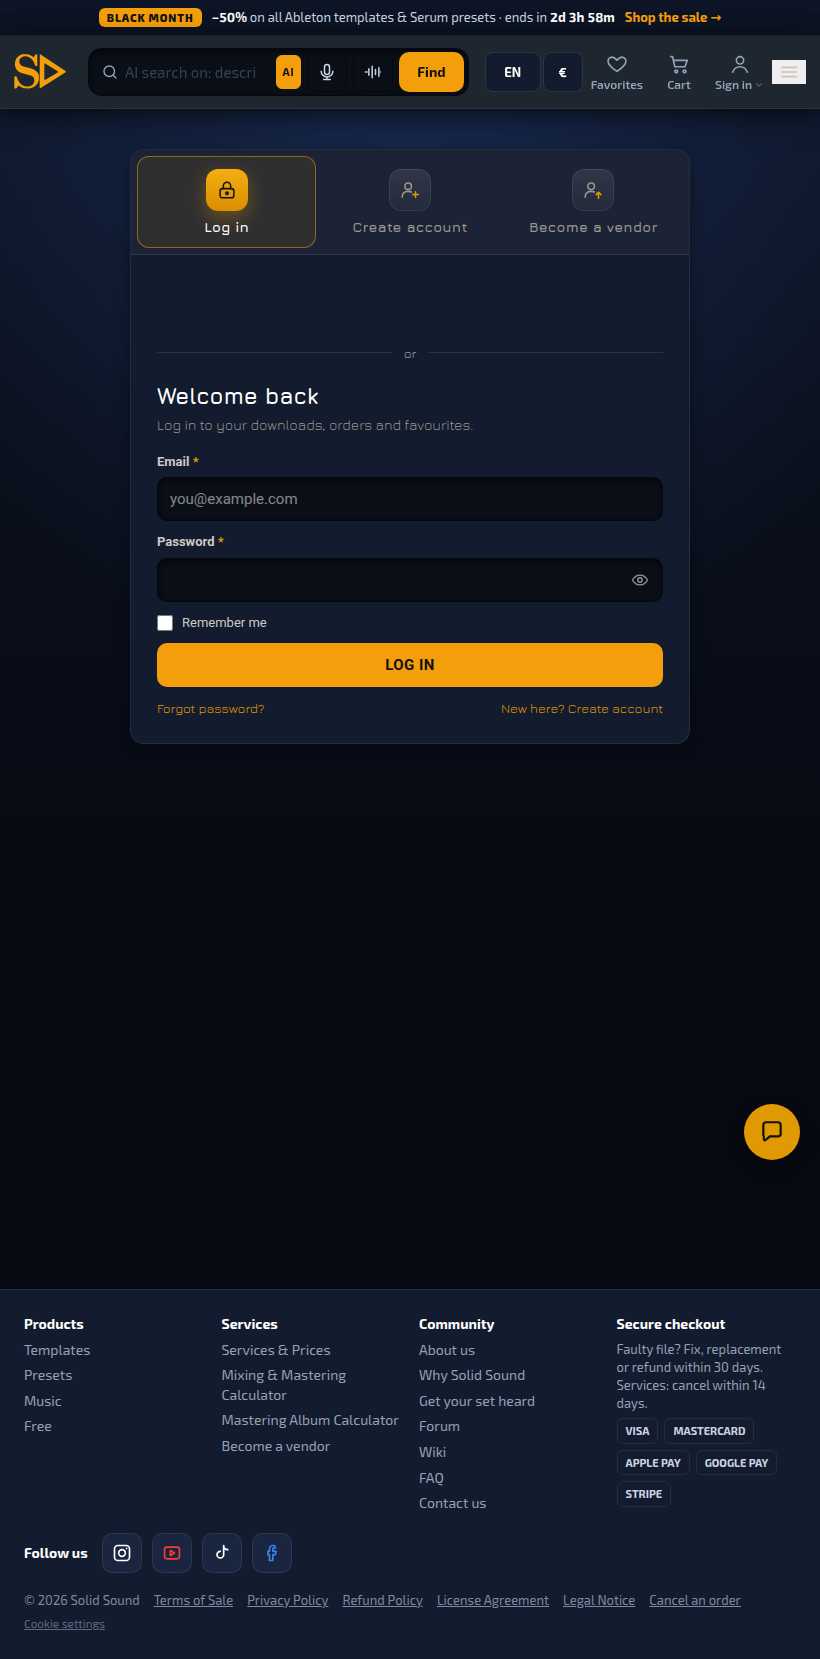 BLACK MONTH −50% on all Ableton templates & Serum presets · ends in 2d 3h 58m Shop the sale →
SD AI search on: descri AI Find EN € Favorites Cart Sign in
Log in Create account Become a vendor
or
Welcome back
Log in to your downloads, orders and favourites.
Email *
you@example.com
Password *
Remember me
LOG IN
Forgot password? New here? Create account
Products
Templates
Presets
Music
Free
Services
Services & Prices
Mixing & Mastering
Calculator
Mastering Album Calculator
Become a vendor
Community
About us
Why Solid Sound
Get your set heard
Forum
Wiki
FAQ
Contact us
Secure checkout
Faulty file? Fix, replacement
or refund within 30 days.
Services: cancel within 14
days.
VISA MASTERCARD
APPLE PAY GOOGLE PAY
STRIPE
Follow us
© 2026 Solid Sound Terms of Sale Privacy Policy Refund Policy License Agreement Legal Notice Cancel an order
Cookie settings